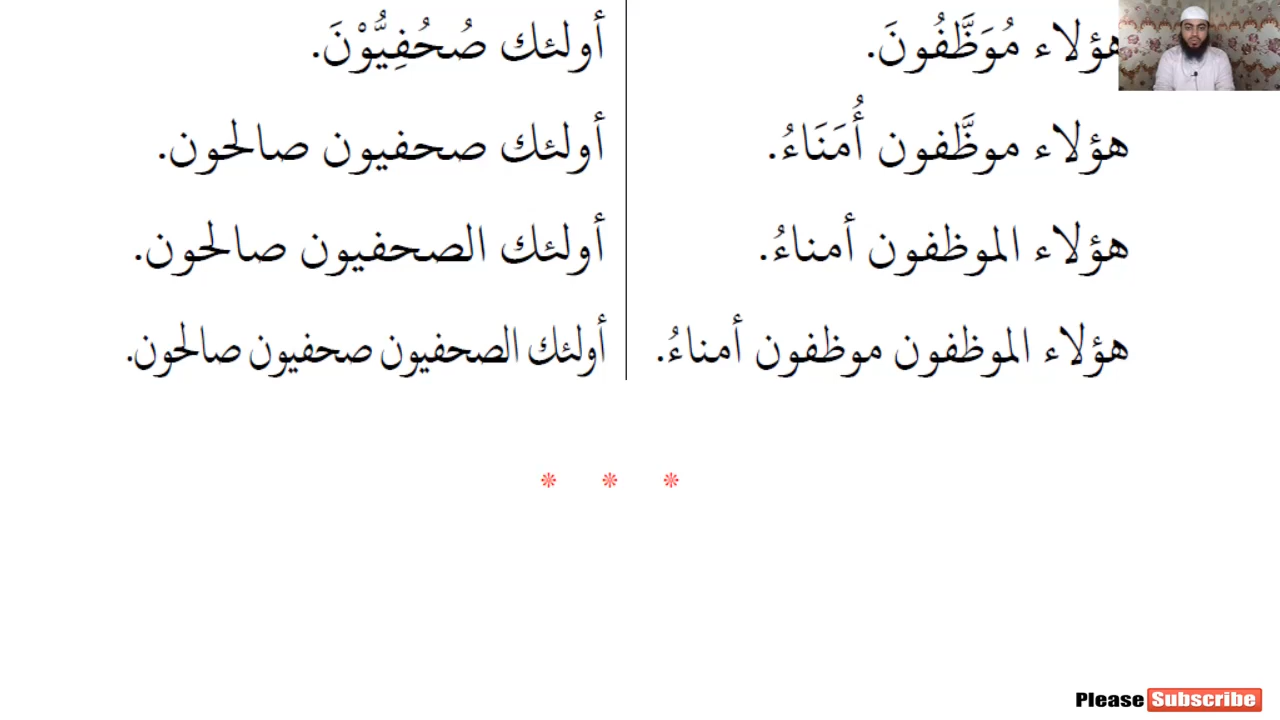 هؤلاء مُوَظَّفُونَ.
هؤلاء موظَّفون أُمَنَاءُ.
هؤلاء الموظفون أمناءُ.
هؤلاء الموظفون موظفون أمناءُ.
أولئك صُحُفِيُّوْنَ.
أولئك صحفيون صالحون.
أولئك الصحفيون صالحون.
أولئك الصحفيون صحفيون صالحون.
Please Subscribe